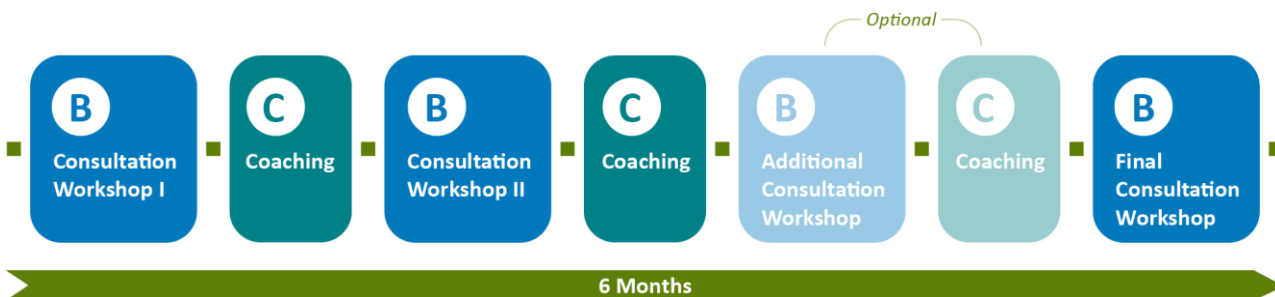 Optional
B
Consultation
Workshop I
C
Coaching
B
Consultation
Workshop II
C
Coaching
B
Additional
Consultation
Workshop
C
Coaching
B
Final
Consultation
Workshop
6 Months